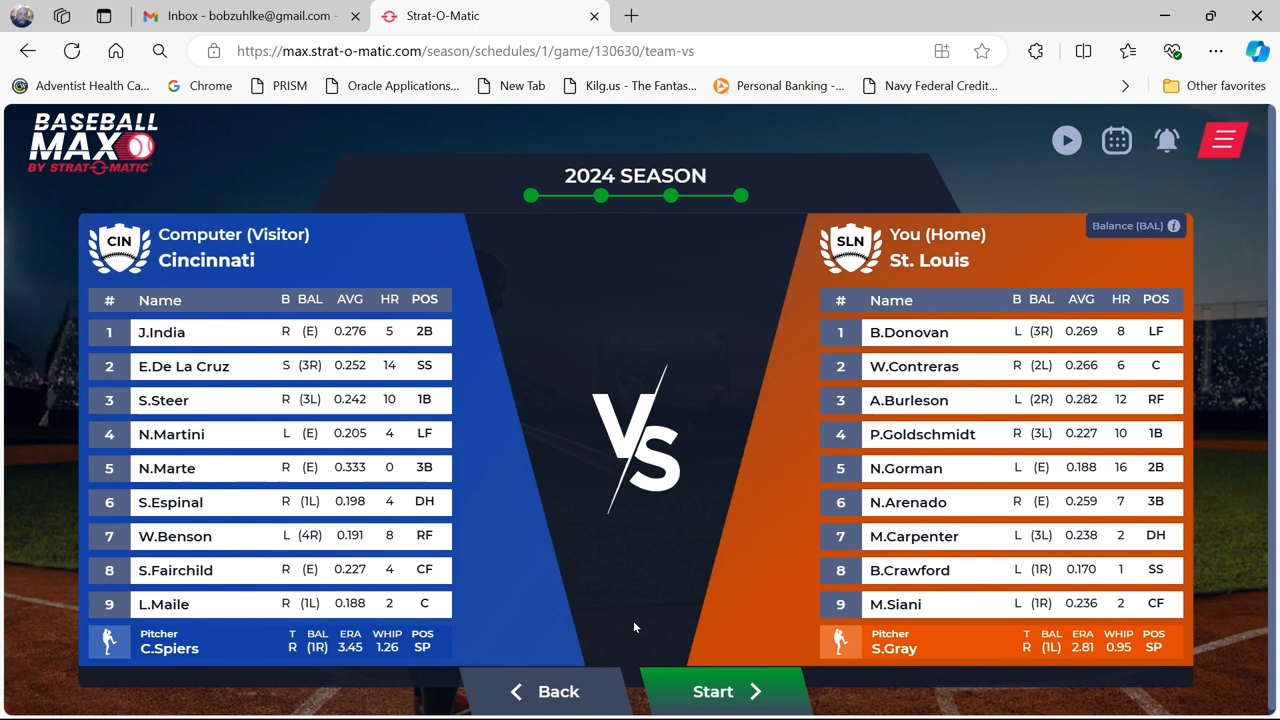 Inbox - bobzuhlke@gmail.com -
Strat-O-Matic
https://max.strat-o-matic.com/season/schedules/1/game/130630/team-vs
Adventist Health Ca...
Chrome
PRISM
Oracle Applications...
New Tab
Kilg.us - The Fantas...
Personal Banking -...
Navy Federal Credit...
Other favorites
BASEBALL
MAX
BY STRAT-O-MATIC
2024 SEASON
CIN Computer (Visitor)
Cincinnati
# Name B BAL AVG HR POS
1 J.India R (E) 0.276 5 2B
2 E.De La Cruz S (3R) 0.252 14 SS
3 S.Steer R (3L) 0.242 10 1B
4 N.Martini L (E) 0.205 4 LF
5 N.Marte R (E) 0.333 0 3B
6 S.Espinal R (1L) 0.198 4 DH
7 W.Benson L (4R) 0.191 8 RF
8 S.Fairchild R (E) 0.227 4 CF
9 L.Maile R (1L) 0.188 2 C
Pitcher T BAL ERA WHIP POS
C.Spiers R (1R) 3.45 1.26 SP
VS
Balance (BAL) i
SLN You (Home)
St. Louis
# Name B BAL AVG HR POS
1 B.Donovan L (3R) 0.269 8 LF
2 W.Contreras R (2L) 0.266 6 C
3 A.Burleson L (2R) 0.282 12 RF
4 P.Goldschmidt R (3L) 0.227 10 1B
5 N.Gorman L (E) 0.188 16 2B
6 N.Arenado R (E) 0.259 7 3B
7 M.Carpenter L (3L) 0.238 2 DH
8 B.Crawford L (1R) 0.170 1 SS
9 M.Siani L (1R) 0.236 2 CF
Pitcher T BAL ERA WHIP POS
S.Gray R (1L) 2.81 0.95 SP
Back
Start